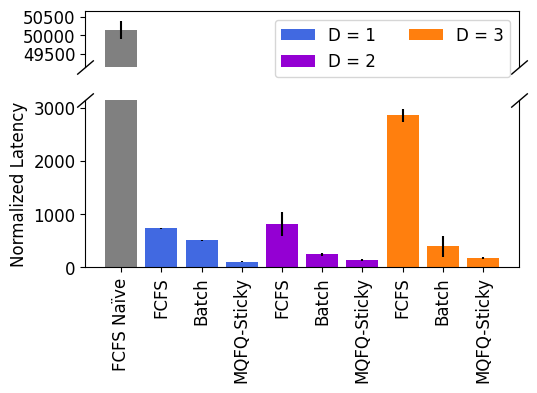 50500
50000
49500
D = 1
D = 2
D = 3
Normalized Latency
3000
2000
1000
0
FCFS Naïve
FCFS
Batch
MQFQ-Sticky
FCFS
Batch
MQFQ-Sticky
FCFS
Batch
MQFQ-Sticky